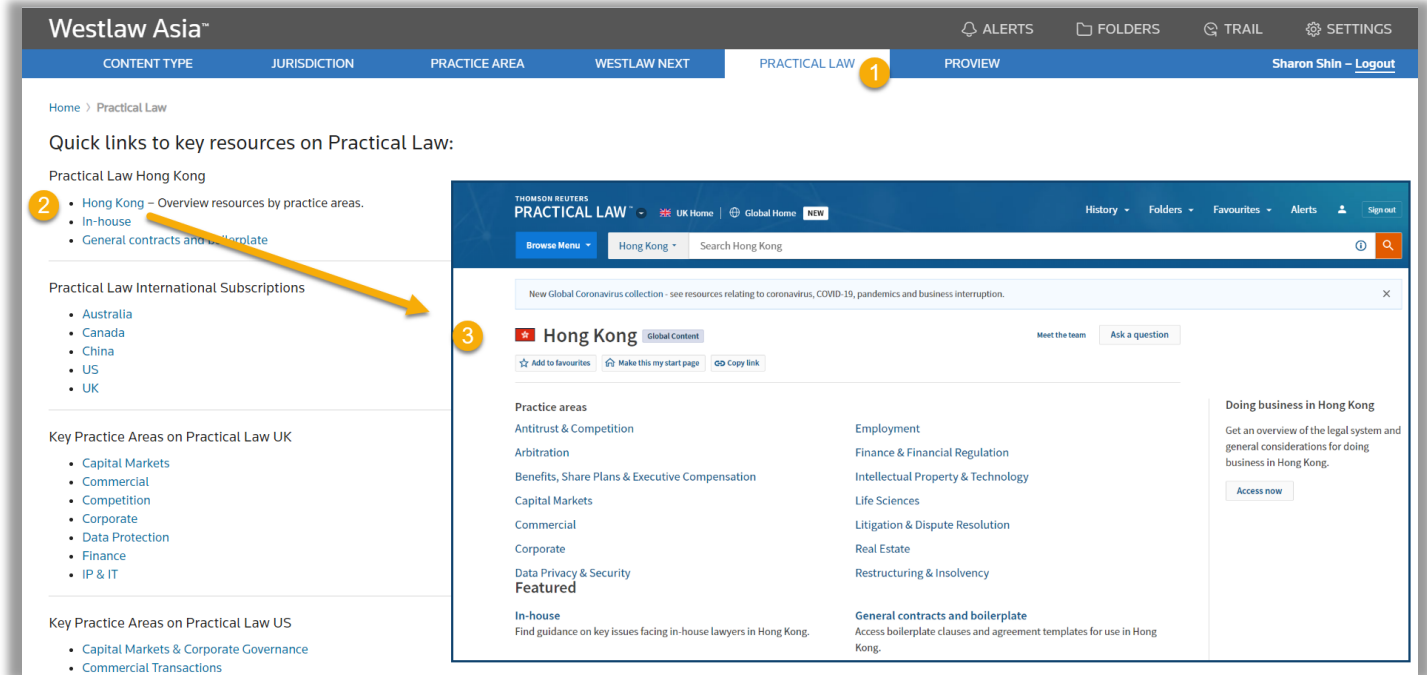 Westlaw Asia™
ALERTS FOLDERS TRAIL SETTINGS
CONTENT TYPE JURISDICTION PRACTICE AREA WESTLAW NEXT PRACTICAL LAW PROVIEW Sharon Shin – Logout
1
Home > Practical Law
Quick links to key resources on Practical Law:
Practical Law Hong Kong
2
• Hong Kong – Overview resources by practice areas.
• In-house
• General contracts and boilerplate
Practical Law International Subscriptions
• Australia
• Canada
• China
• US
• UK
Key Practice Areas on Practical Law UK
• Capital Markets
• Commercial
• Competition
• Corporate
• Data Protection
• Finance
• IP & IT
Key Practice Areas on Practical Law US
• Capital Markets & Corporate Governance
• Commercial Transactions
THOMSON REUTERS
PRACTICAL LAW™ UK Home | Global Home NEW
History Folders Favourites Alerts Sign out
Browse Menu Hong Kong Search Hong Kong
New Global Coronavirus collection - see resources relating to coronavirus, COVID-19, pandemics and business interruption.
3
Hong Kong Global Content
Meet the team Ask a question
Add to favourites Make this my start page Copy link
Practice areas
Antitrust & Competition
Arbitration
Benefits, Share Plans & Executive Compensation
Capital Markets
Commercial
Corporate
Data Privacy & Security
Employment
Finance & Financial Regulation
Intellectual Property & Technology
Life Sciences
Litigation & Dispute Resolution
Real Estate
Restructuring & Insolvency
Featured
In-house
Find guidance on key issues facing in-house lawyers in Hong Kong.
General contracts and boilerplate
Access boilerplate clauses and agreement templates for use in Hong
Kong.
Doing business in Hong Kong
Get an overview of the legal system and
general considerations for doing
business in Hong Kong.
Access now